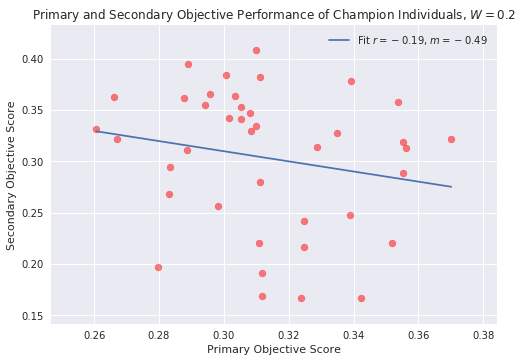 Primary and Secondary Objective Performance of Champion Individuals, W = 0.2
Fit r = −0.19, m = −0.49
Secondary Objective Score
0.40
0.35
0.30
0.25
0.20
0.15
0.26 0.28 0.30 0.32 0.34 0.36 0.38
Primary Objective Score